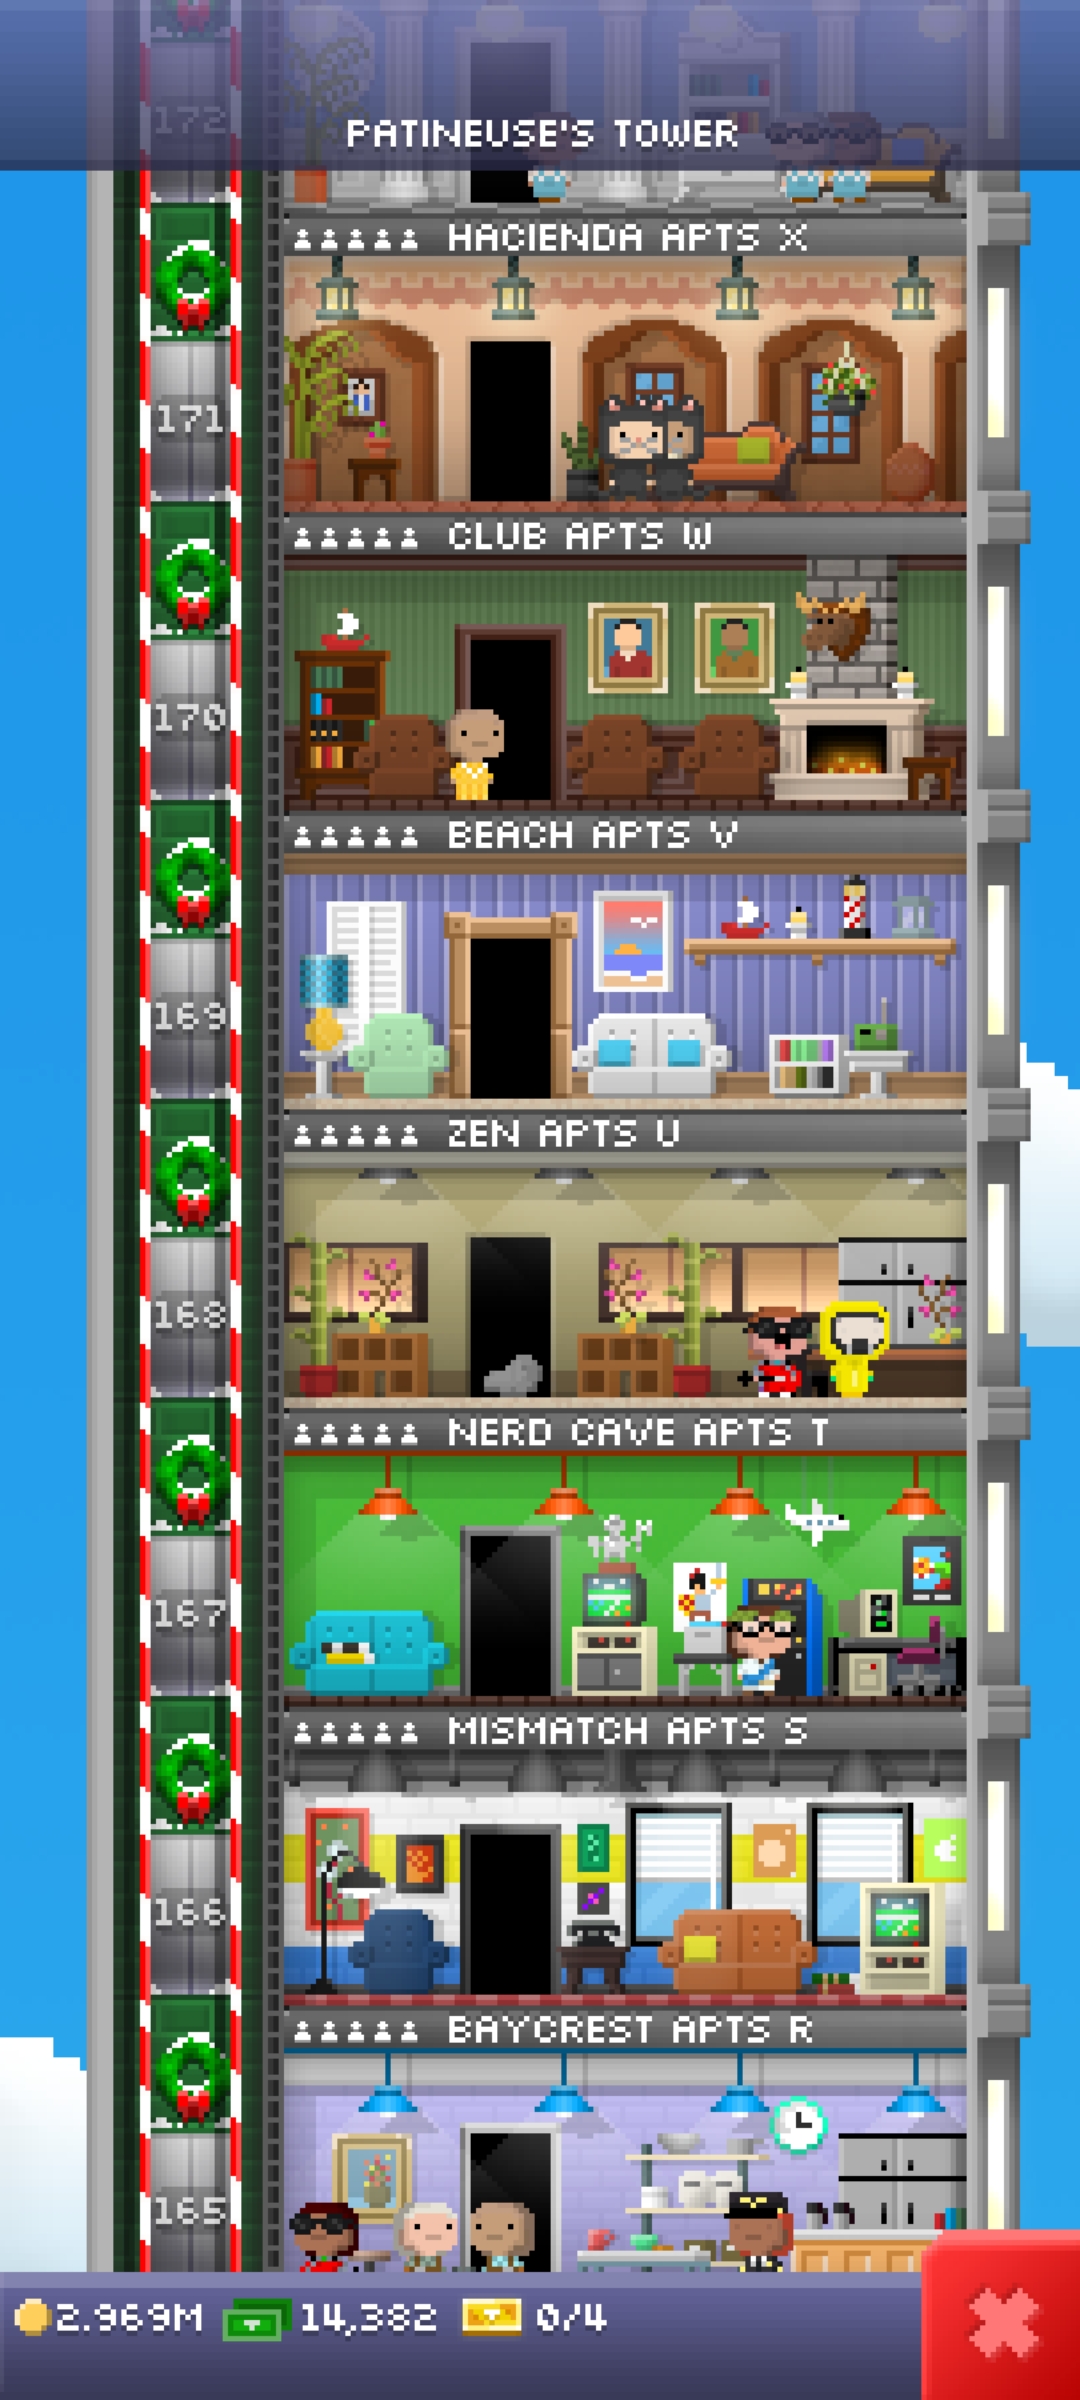 172
PATINEUSE'S TOWER
HACIENDA APTS X
171
CLUB APTS W
170
BEACH APTS V
169
ZEN APTS U
168
NERD CAVE APTS T
167
MISMATCH APTS S
166
BAYCREST APTS R
165
2.969M 14,382 0/4